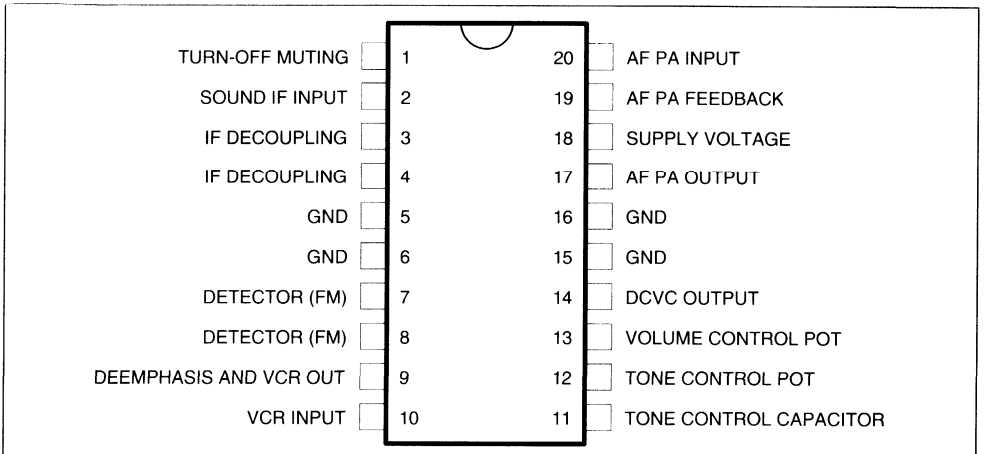 TURN-OFF MUTING 1 20 AF PA INPUT
SOUND IF INPUT 2 19 AF PA FEEDBACK
IF DECOUPLING 3 18 SUPPLY VOLTAGE
IF DECOUPLING 4 17 AF PA OUTPUT
GND 5 16 GND
GND 6 15 GND
DETECTOR (FM) 7 14 DCVC OUTPUT
DETECTOR (FM) 8 13 VOLUME CONTROL POT
DEEMPHASIS AND VCR OUT 9 12 TONE CONTROL POT
VCR INPUT 10 11 TONE CONTROL CAPACITOR